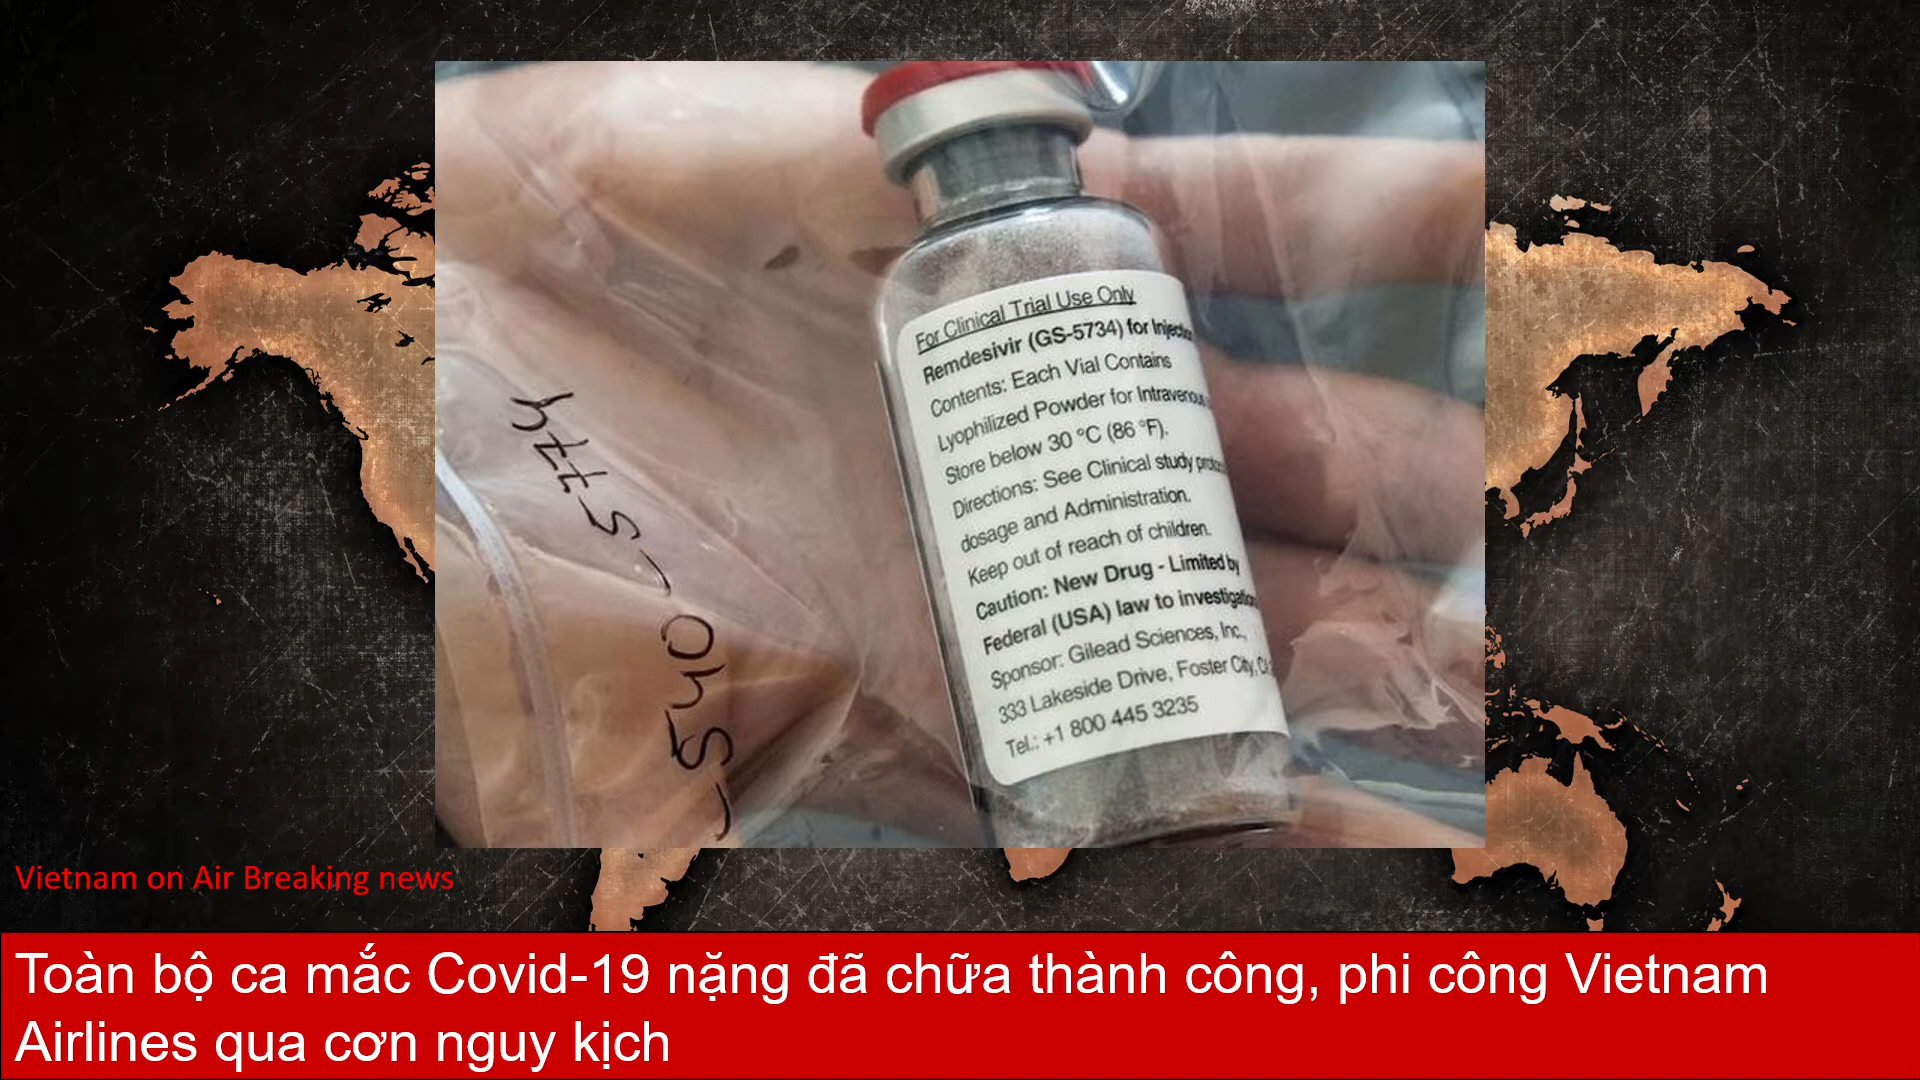 For Clinical Trial Use Only
Remdesivir (GS-5734) for
Contents: Each Vial Contains
Lyophilized Powder for Intravenous
Store below 30 °C (86 °F).
Directions: See Clinical study
dosage and Administration.
Keep out of reach of children.
Caution: New Drug - Limited by
Federal (USA) law to
Sponsor: Gilead Sciences, Inc.,
333 Lakeside Drive, Foster City,
Tel.: +1 800 445 3235
Vietnam on Air Breaking news
Toàn bộ ca mắc Covid-19 nặng đã chữa thành công, phi công Vietnam
Airlines qua cơn nguy kịch